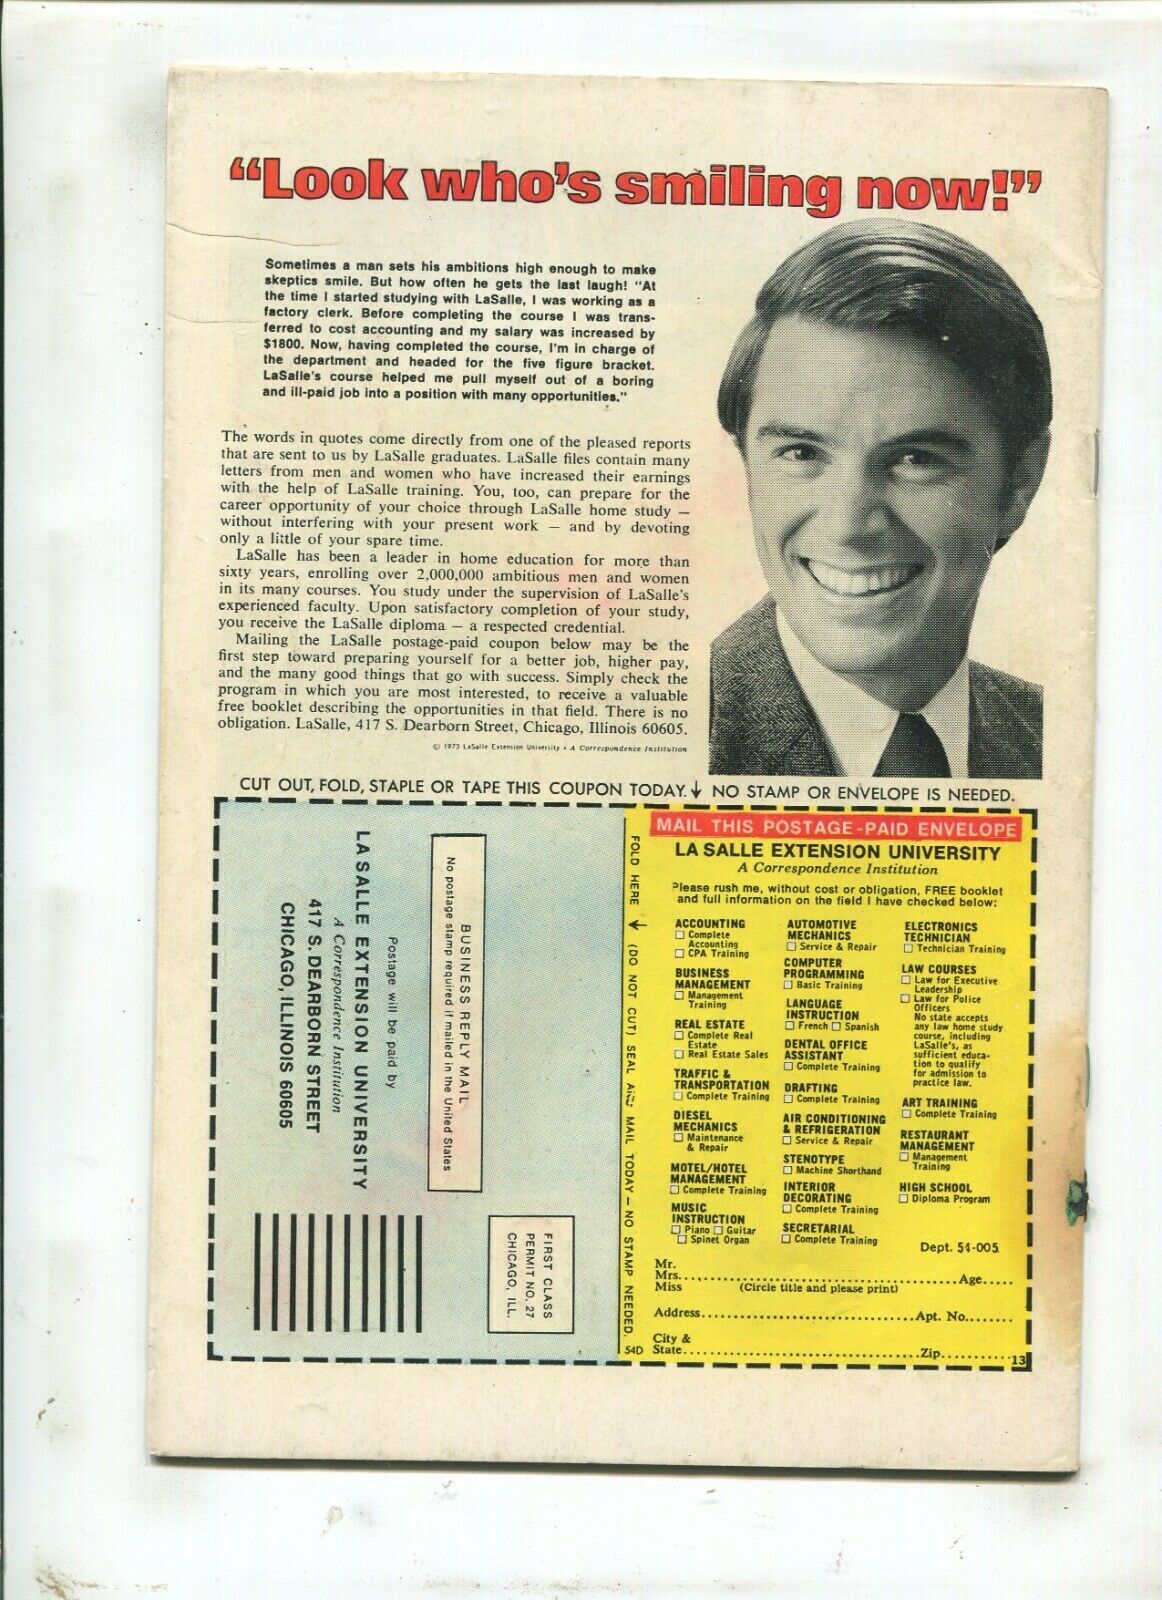 “Look who’s smiling now!”
Sometimes a man sets his ambitions high enough to make
skeptics smile. But how often he gets the last laugh! "At
the time I started studying with LaSalle, I was working as a
factory clerk. Before completing the course I was trans-
ferred to cost accounting and my salary was increased by
$1800. Now, having completed the course, I'm in charge of
the department and headed for the five figure bracket.
LaSalle's course helped me pull myself out of a boring
and ill-paid job into a position with many opportunities."
The words in quotes come directly from one of the pleased reports
that are sent to us by LaSalle graduates. LaSalle files contain many
letters from men and women who have increased their earnings
with the help of LaSalle training. You, too, can prepare for the
career opportunity of your choice through LaSalle home study —
without interfering with your present work — and by devoting
only a little of your spare time.
LaSalle has been a leader in home education for more than
sixty years, enrolling over 2,000,000 ambitious men and women
in its many courses. You study under the supervision of LaSalle's
experienced faculty. Upon satisfactory completion of your study,
you receive the LaSalle diploma — a respected credential.
Mailing the LaSalle postage-paid coupon below may be the
first step toward preparing yourself for a better job, higher pay,
and the many good things that go with success. Simply check the
program in which you are most interested, to receive a valuable
free booklet describing the opportunities in that field. There is no
obligation. LaSalle, 417 S. Dearborn Street, Chicago, Illinois 60605.
© 1973 LaSalle Extension University • A Correspondence Institution
CUT OUT, FOLD, STAPLE OR TAPE THIS COUPON TODAY. ↓ NO STAMP OR ENVELOPE IS NEEDED.
BUSINESS REPLY MAIL
No postage stamp required if mailed in the United States
Postage will be paid by
LA SALLE EXTENSION UNIVERSITY
A Correspondence Institution
417 S. DEARBORN STREET
CHICAGO, ILLINOIS 60605
FIRST CLASS
PERMIT NO. 27
CHICAGO, ILL.
FOLD HERE ↓ (DO NOT CUT) SEAL AND MAIL TODAY – NO STAMP NEEDED.
54D
MAIL THIS POSTAGE-PAID ENVELOPE
LA SALLE EXTENSION UNIVERSITY
A Correspondence Institution
Please rush me, without cost or obligation, FREE booklet
and full information on the field I have checked below:
ACCOUNTING
☐ Complete
Accounting
☐ CPA Training
BUSINESS
MANAGEMENT
☐ Management
Training
REAL ESTATE
☐ Complete Real
Estate
☐ Real Estate Sales
TRAFFIC &
TRANSPORTATION
☐ Complete Training
DIESEL
MECHANICS
☐ Maintenance
& Repair
MOTEL/HOTEL
MANAGEMENT
☐ Complete Training
MUSIC
INSTRUCTION
☐ Piano ☐ Guitar
☐ Spinet Organ
AUTOMOTIVE
MECHANICS
☐ Service & Repair
COMPUTER
PROGRAMMING
☐ Basic Training
LANGUAGE
INSTRUCTION
☐ French ☐ Spanish
DENTAL OFFICE
ASSISTANT
☐ Complete Training
DRAFTING
☐ Complete Training
AIR CONDITIONING
& REFRIGERATION
☐ Service & Repair
STENOTYPE
☐ Machine Shorthand
INTERIOR
DECORATING
☐ Complete Training
SECRETARIAL
☐ Complete Training
ELECTRONICS
TECHNICIAN
☐ Technician Training
LAW COURSES
☐ Law for Executive
Leadership
☐ Law for Police
Officers
No state accepts
any law home study
course, including
LaSalle's, as
sufficient educa-
tion to qualify
for admission to
practice law.
ART TRAINING
☐ Complete Training
RESTAURANT
MANAGEMENT
☐ Management
Training
HIGH SCHOOL
☐ Diploma Program
Dept. 54-005
Mr.
Mrs. Age
Miss (Circle title and please print)
Address Apt. No.
City &
State Zip 13